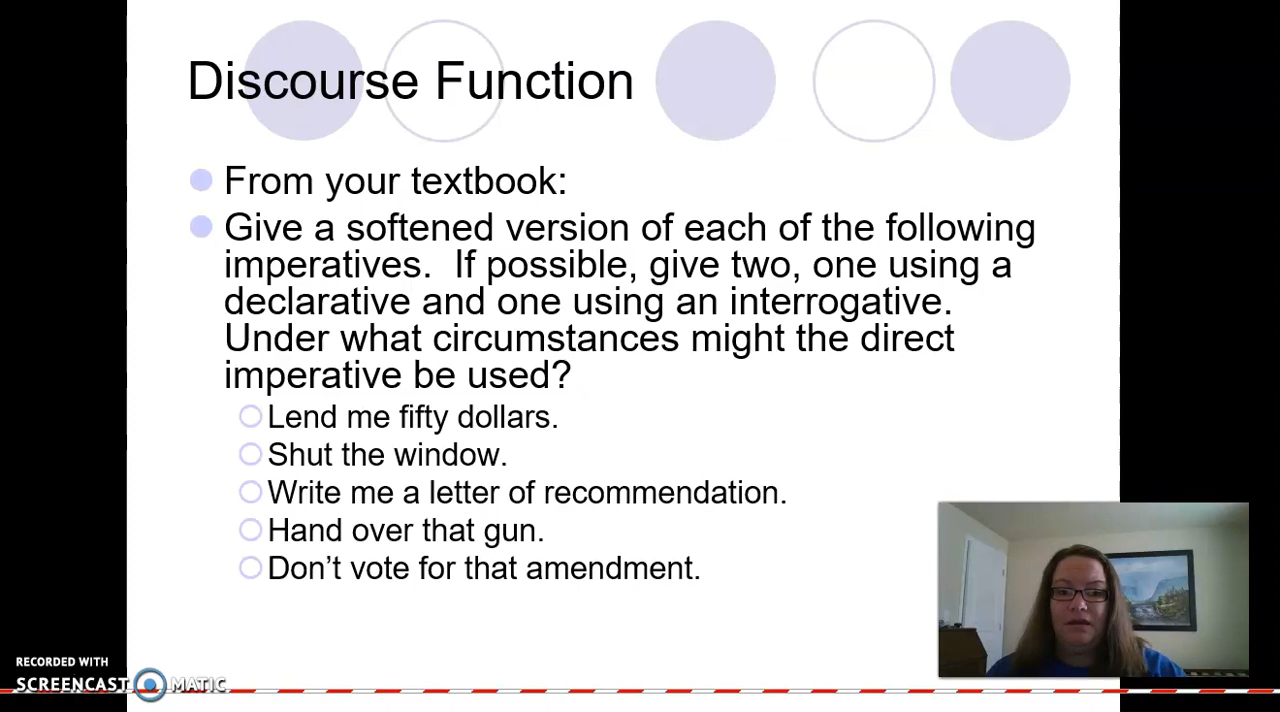 Discourse Function
From your textbook:
Give a softened version of each of the following
imperatives.  If possible, give two, one using a
declarative and one using an interrogative.
Under what circumstances might the direct
imperative be used?
Lend me fifty dollars.
Shut the window.
Write me a letter of recommendation.
Hand over that gun.
Don’t vote for that amendment.
RECORDED WITH
SCREENCAST MATIC